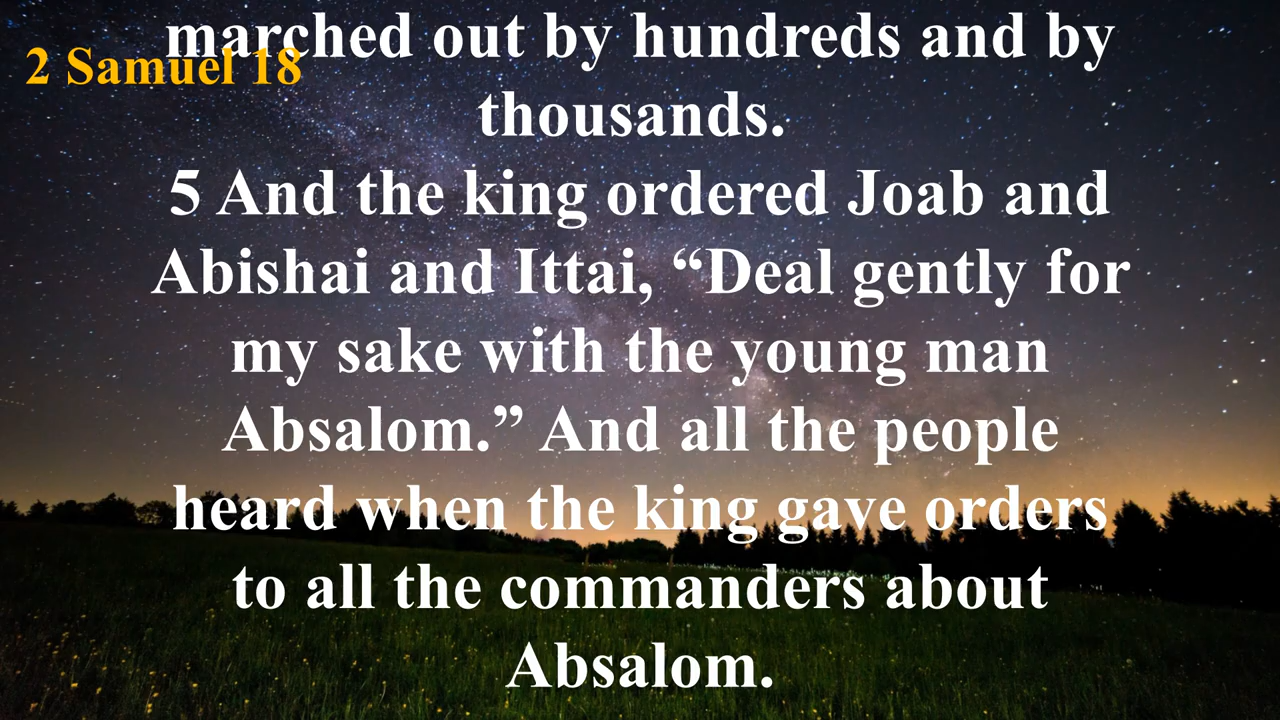 marched out by hundreds and by
2 Samuel 18
thousands.
5 And the king ordered Joab and
Abishai and Ittai, “Deal gently for
my sake with the young man
Absalom.” And all the people
heard when the king gave orders
to all the commanders about
Absalom.